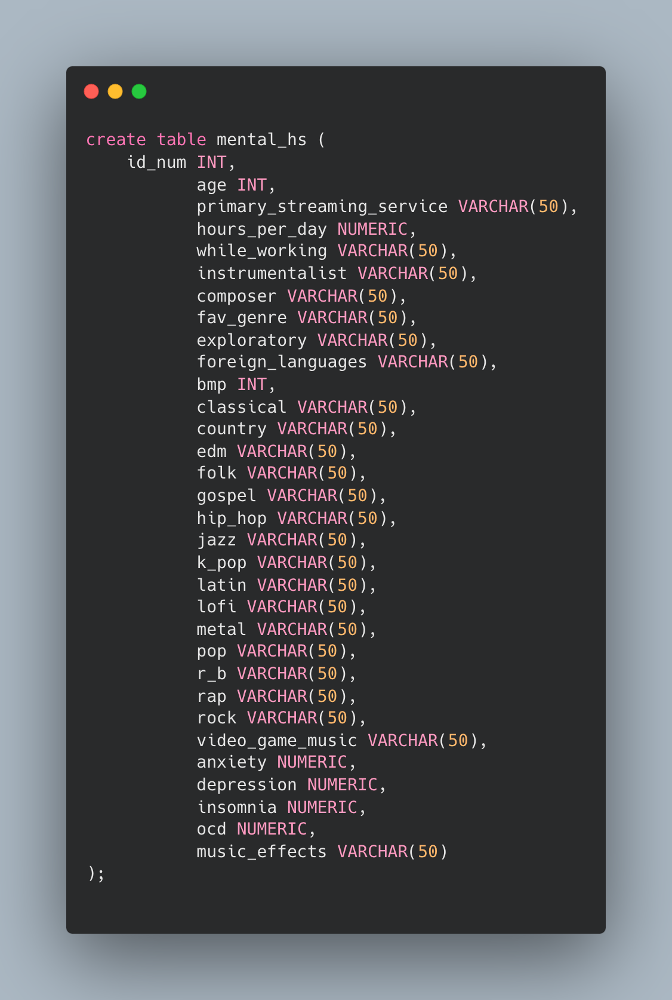 create table mental_hs (
id_num INT,
age INT,
primary_streaming_service VARCHAR(50),
hours_per_day NUMERIC,
while_working VARCHAR(50),
instrumentalist VARCHAR(50),
composer VARCHAR(50),
fav_genre VARCHAR(50),
exploratory VARCHAR(50),
foreign_languages VARCHAR(50),
bmp INT,
classical VARCHAR(50),
country VARCHAR(50),
edm VARCHAR(50),
folk VARCHAR(50),
gospel VARCHAR(50),
hip_hop VARCHAR(50),
jazz VARCHAR(50),
k_pop VARCHAR(50),
latin VARCHAR(50),
lofi VARCHAR(50),
metal VARCHAR(50),
pop VARCHAR(50),
r_b VARCHAR(50),
rap VARCHAR(50),
rock VARCHAR(50),
video_game_music VARCHAR(50),
anxiety NUMERIC,
depression NUMERIC,
insomnia NUMERIC,
ocd NUMERIC,
music_effects VARCHAR(50)
);